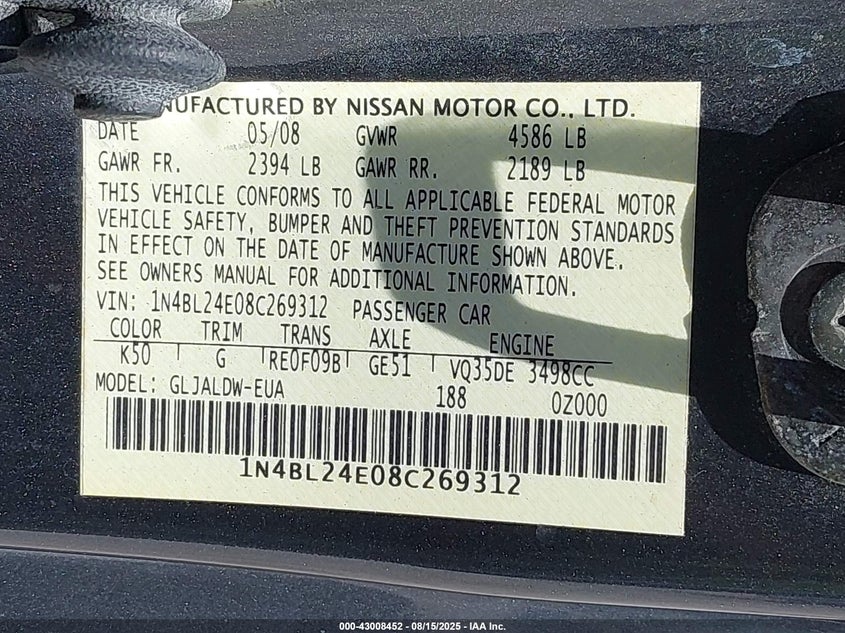 NUFACTURED BY NISSAN MOTOR CO., LTD.
DATE 05/08 GVWR 4586 LB
GAWR FR. 2394 LB GAWR RR. 2189 LB
THIS VEHICLE CONFORMS TO ALL APPLICABLE FEDERAL MOTOR
VEHICLE SAFETY, BUMPER AND THEFT PREVENTION STANDARDS
IN EFFECT ON THE DATE OF MANUFACTURE SHOWN ABOVE.
SEE OWNERS MANUAL FOR ADDITIONAL INFORMATION.
VIN: 1N4BL24E08C269312 PASSENGER CAR
COLOR TRIM TRANS AXLE ENGINE
K50 G RE0F09B GE51 VQ35DE 3498CC
MODEL: GLJALDW-EUA 188 0Z000
1N4BL24E08C269312
000-43008452 - 08/15/2025 - IAA Inc.